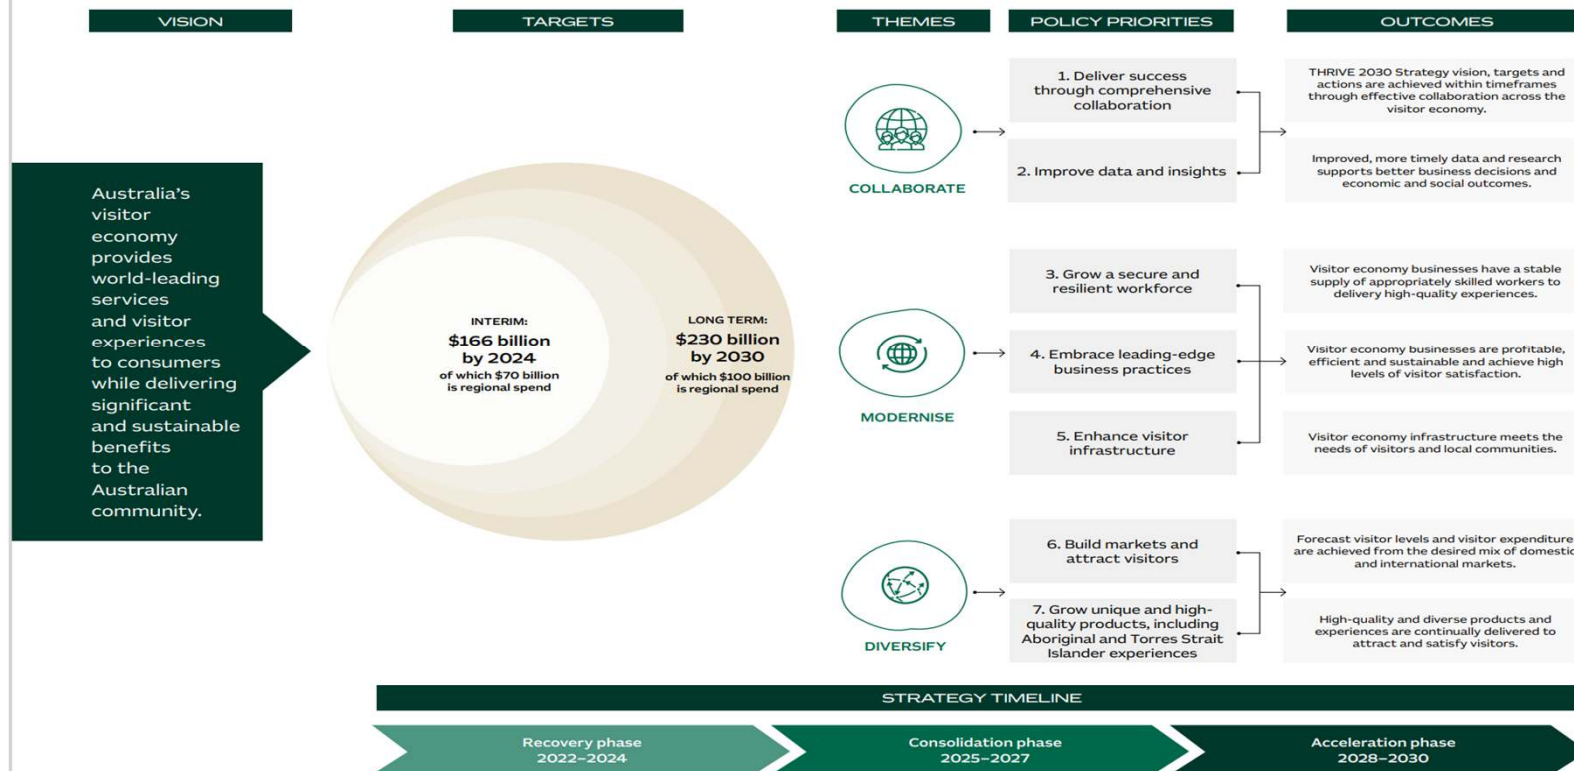 VISION
TARGETS
THEMES
POLICY PRIORITIES
OUTCOMES
Australia's
visitor
economy
provides
world-leading
services
and visitor
experiences
to consumers
while delivering
significant
and sustainable
benefits
to the
Australian
community.
INTERIM:
$166 billion
by 2024
of which $70 billion
is regional spend
LONG TERM:
$230 billion
by 2030
of which $100 billion
is regional spend
COLLABORATE
1. Deliver success
through comprehensive
collaboration
2. Improve data and insights
THRIVE 2030 Strategy vision, targets and
actions are achieved within timeframes
through effective collaboration across the
visitor economy.
Improved, more timely data and research
supports better business decisions and
economic and social outcomes.
MODERNISE
3. Grow a secure and
resilient workforce
4. Embrace leading-edge
business practices
5. Enhance visitor
infrastructure
Visitor economy businesses have a stable
supply of appropriately skilled workers to
delivery high-quality experiences.
Visitor economy businesses are profitable,
efficient and sustainable and achieve high
levels of visitor satisfaction.
Visitor economy infrastructure meets the
needs of visitors and local communities.
DIVERSIFY
6. Build markets and
attract visitors
7. Grow unique and high-
quality products, including
Aboriginal and Torres Strait
Islander experiences
Forecast visitor levels and visitor expenditure
are achieved from the desired mix of domestic
and international markets.
High-quality and diverse products and
experiences are continually delivered to
attract and satisfy visitors.
STRATEGY TIMELINE
Recovery phase
2022–2024
Consolidation phase
2025–2027
Acceleration phase
2028–2030